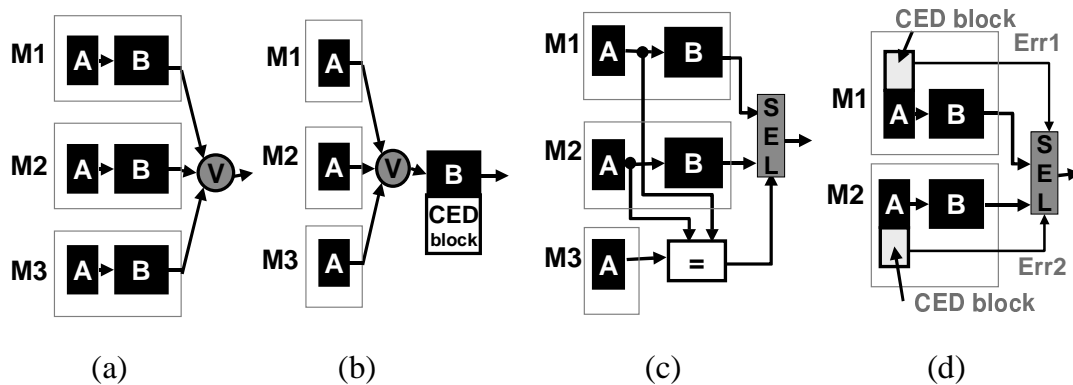 M1
A
B
M2
A
B
V
M3
A
B
(a)
M1
A
M2
A
V
B
CED
block
M3
A
(b)
M1
A
B
M2
A
B
S
E
L
M3
A
=
(c)
CED block
Err1
M1
A
B
M2
A
B
S
E
L
Err2
CED block
(d)